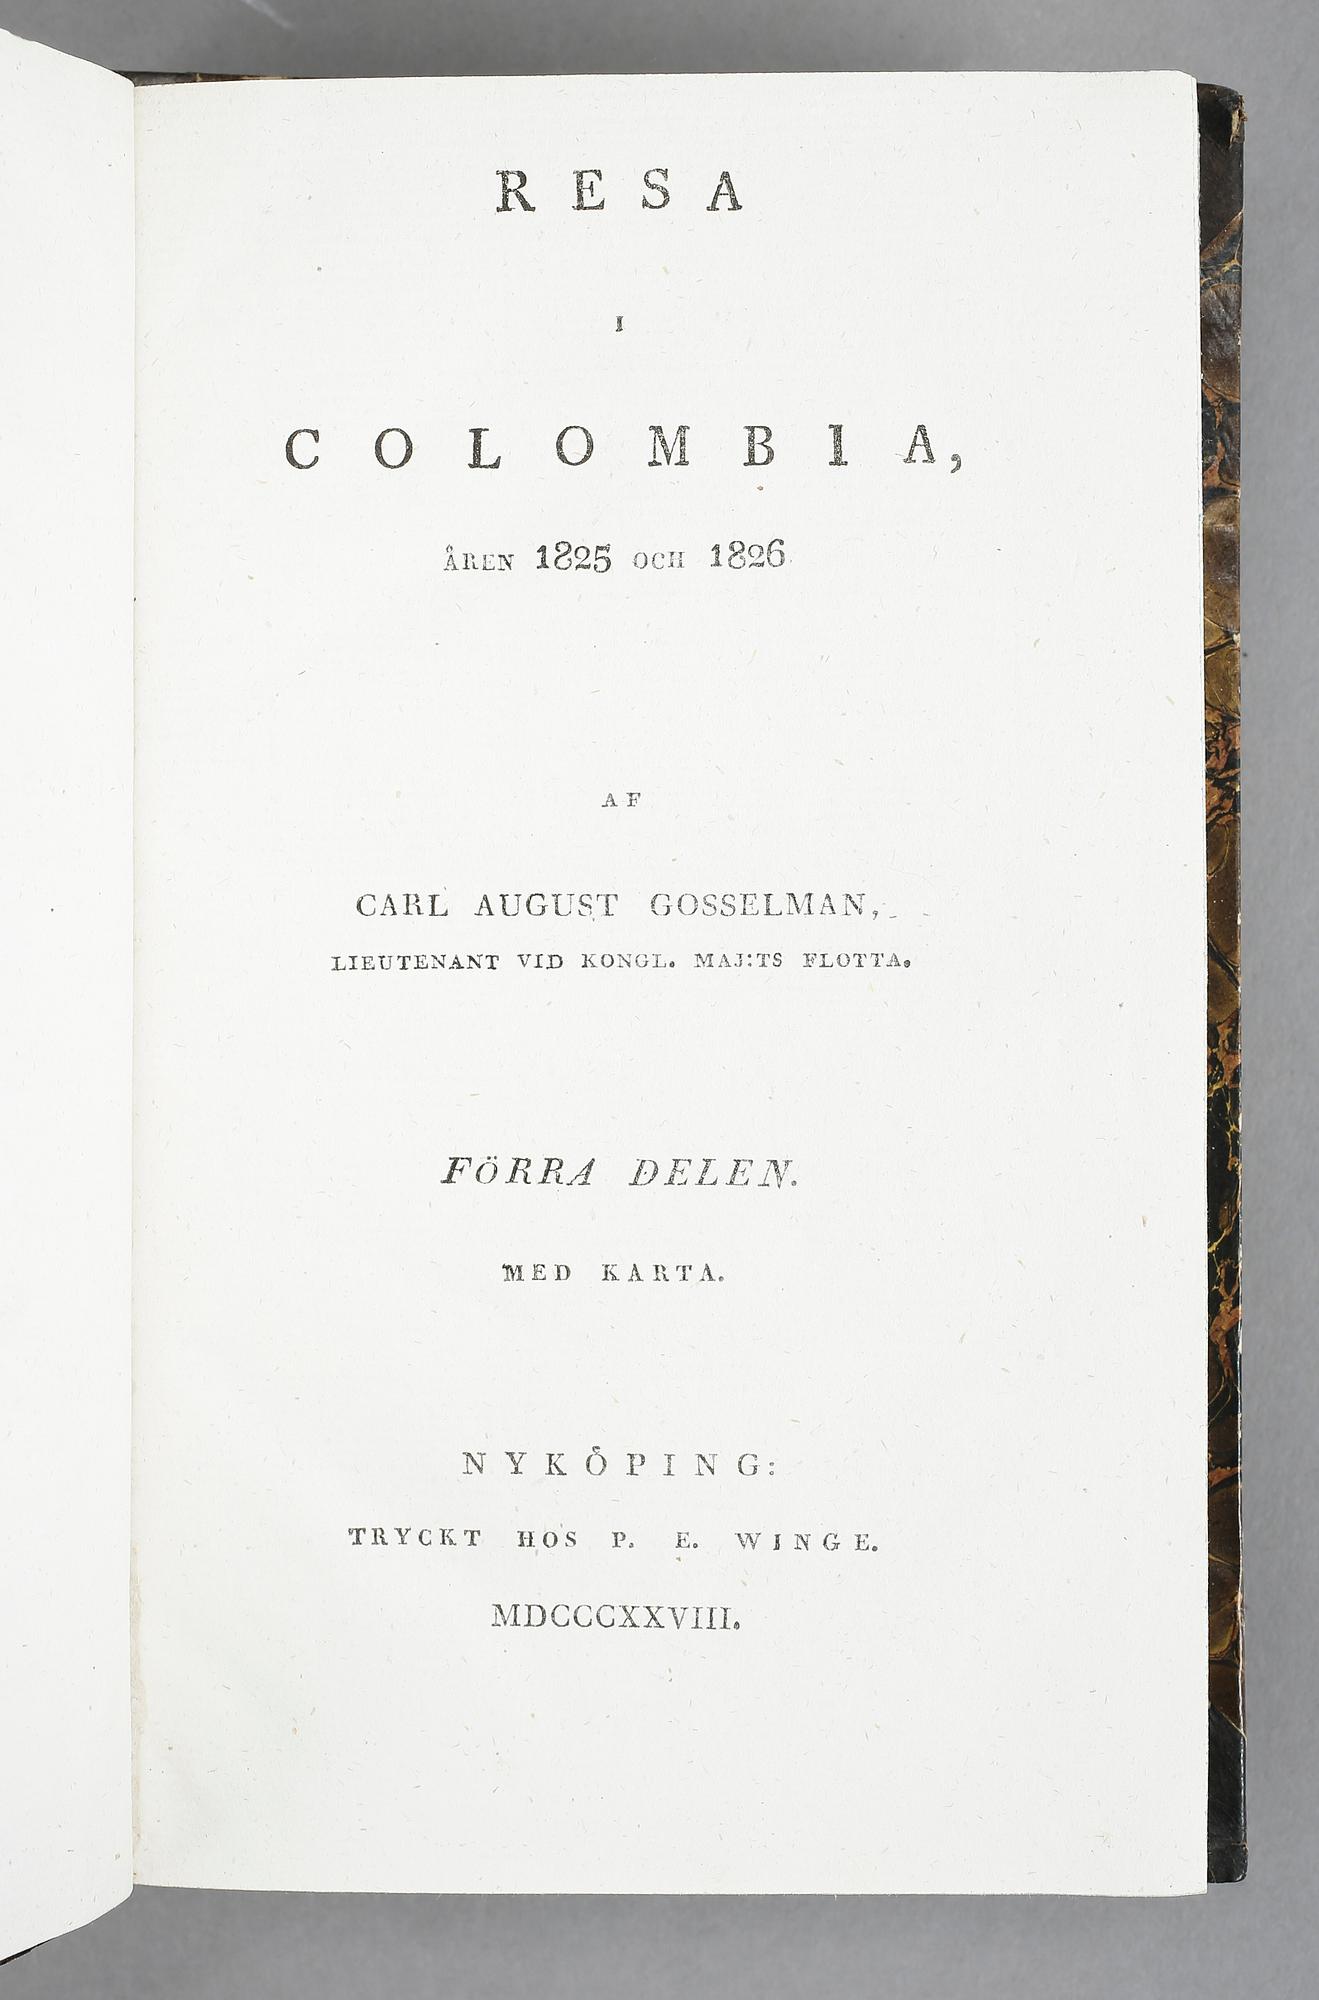 RESA
I
COLOMBIA,
ÅREN 1825 OCH 1826
AF
CARL AUGUST GOSSELMAN,
LIEUTENANT VID KONGL. MAJ:TS FLOTTA.
FÖRRA DELEN.
MED KARTA.
NYKÖPING:
TRYCKT HOS P. E. WINGE.
MDCCCXXVIII.